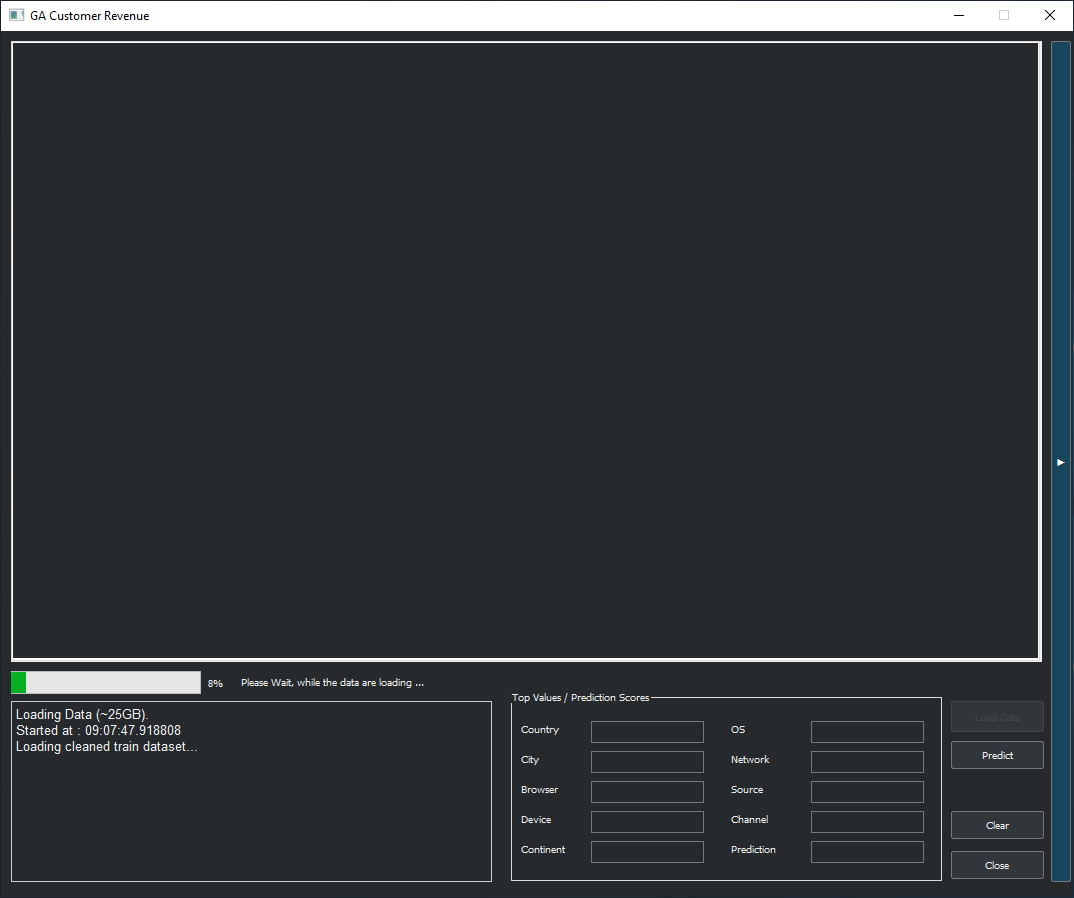 GA Customer Revenue
8% Please Wait, while the data are loading ...
Loading Data (~25GB).
Started at : 09:07:47.918808
Loading cleaned train dataset...
Top Values / Prediction Scores
Country OS
City Network
Browser Source
Device Channel
Continent Prediction
Load Data
Predict
Clear
Close